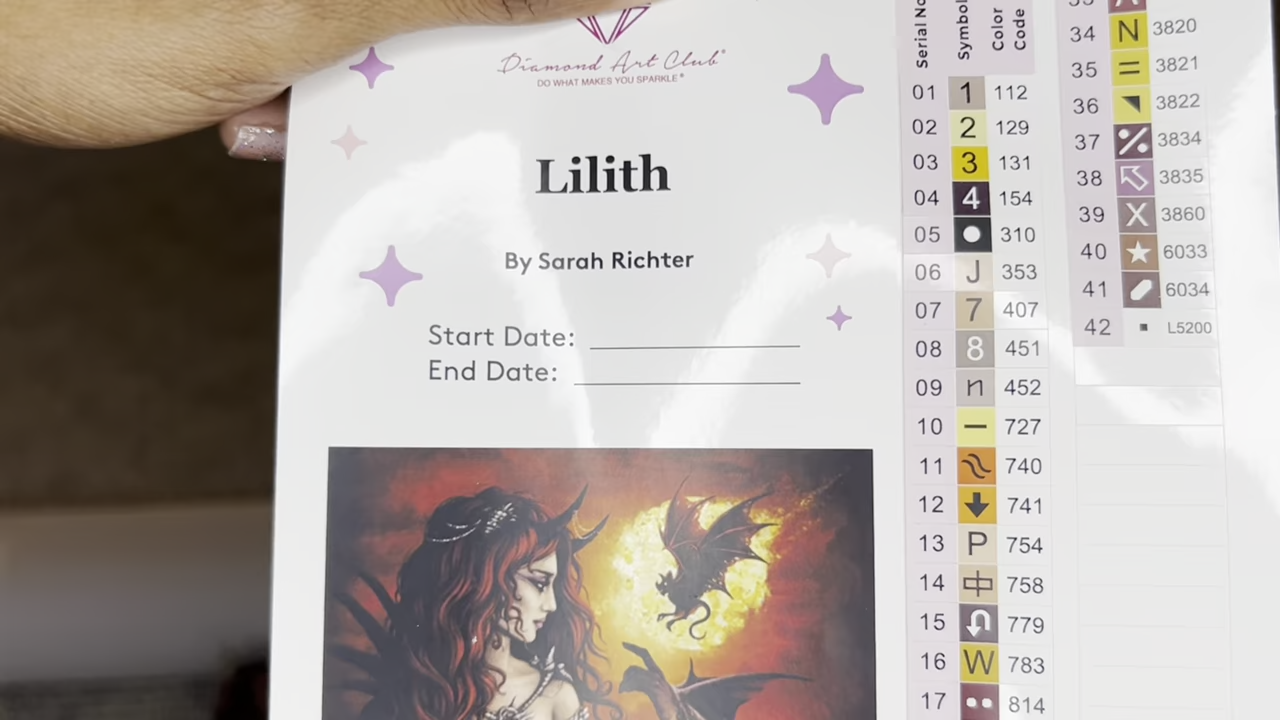 Diamond Art Club®
DO WHAT MAKES YOU SPARKLE®
Lilith
By Sarah Richter
Start Date:
End Date:
Serial No
Symbol
Color Code
01 1 112
02 2 129
03 3 131
04 4 154
05 310
06 J 353
07 7 407
08 8 451
09 n 452
10 — 727
11 740
12 741
13 P 754
14 758
15 779
16 W 783
17 814
34 N 3820
35 = 3821
36 3822
37 % 3834
38 3835
39 X 3860
40 ★ 6033
41 6034
42 ▪ L5200